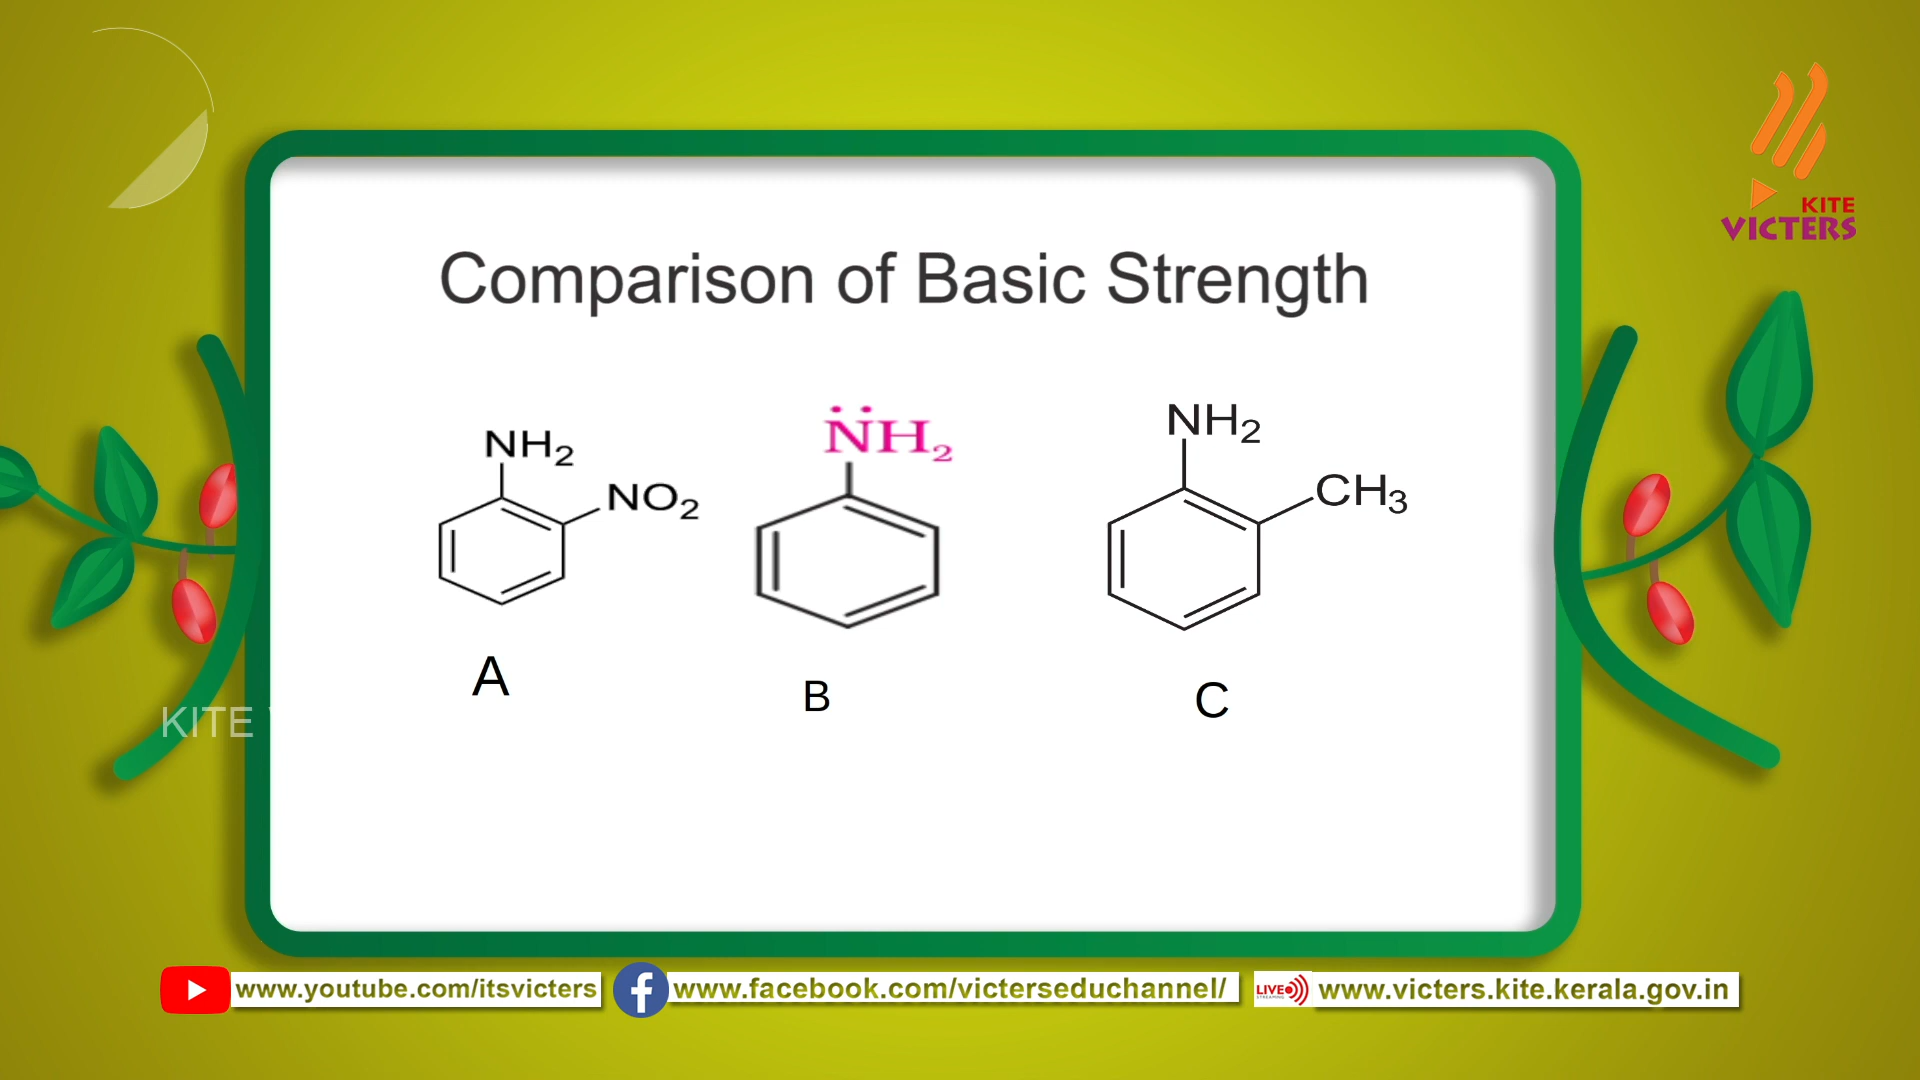 KITE
VICTERS
Comparison of Basic Strength
NH2
NO2
NH2
NH2
CH3
A
B
C
KITE V
www.youtube.com/itsvicters
www.facebook.com/victerseduchannel/
LIVE
STREAMING
www.victers.kite.kerala.gov.in